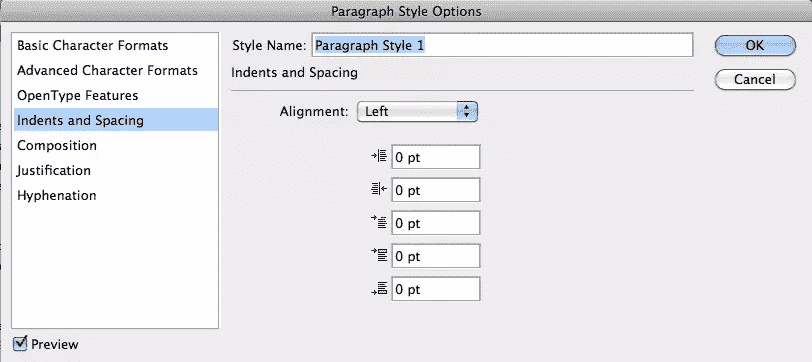 Paragraph Style Options
Basic Character Formats
Advanced Character Formats
OpenType Features
Indents and Spacing
Composition
Justification
Hyphenation
Preview
Style Name: Paragraph Style 1
Indents and Spacing
Alignment: Left
0 pt
0 pt
0 pt
0 pt
0 pt
OK
Cancel